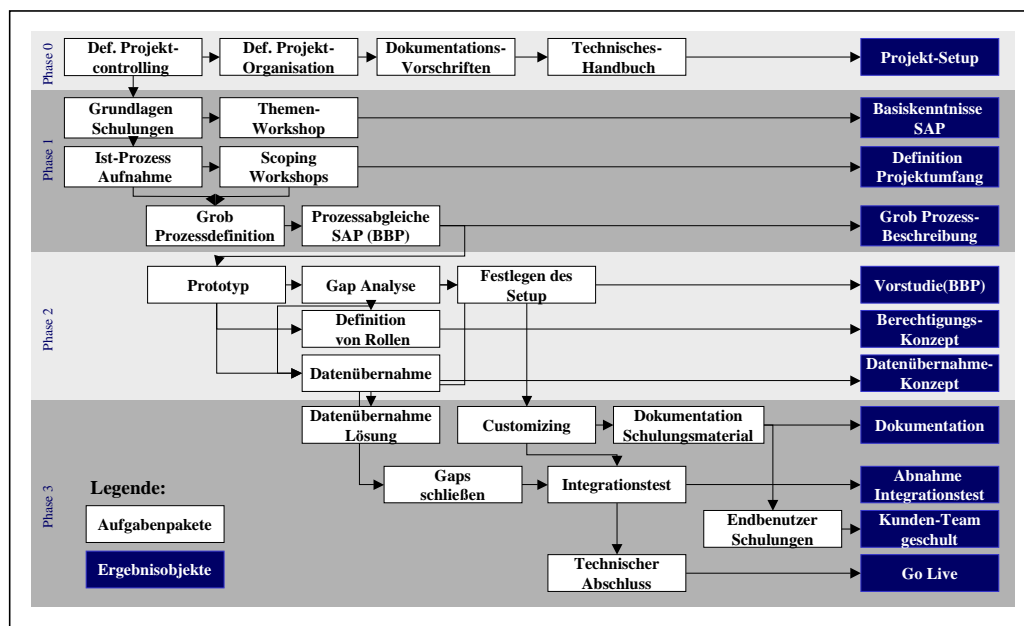 Phase 0
Def. Projekt-
controlling
Def. Projekt-
Organisation
Dokumentations-
Vorschriften
Technisches-
Handbuch
Projekt-Setup
Phase 1
Grundlagen
Schulungen
Themen-
Workshop
Basiskenntnisse
SAP
Ist-Prozess
Aufnahme
Scoping
Workshops
Definition
Projektumfang
Grob
Prozessdefinition
Prozessabgleiche
SAP (BBP)
Grob Prozess-
Beschreibung
Phase 2
Prototyp
Gap Analyse
Festlegen des
Setup
Vorstudie(BBP)
Definition
von Rollen
Berechtigungs-
Konzept
Datenübernahme
Datenübernahme-
Konzept
Phase 3
Datenübernahme
Lösung
Customizing
Dokumentation
Schulungsmaterial
Dokumentation
Gaps
schließen
Integrationstest
Abnahme
Integrationstest
Endbenutzer
Schulungen
Kunden-Team
geschult
Technischer
Abschluss
Go Live
Legende:
Aufgabenpakete
Ergebnisobjekte